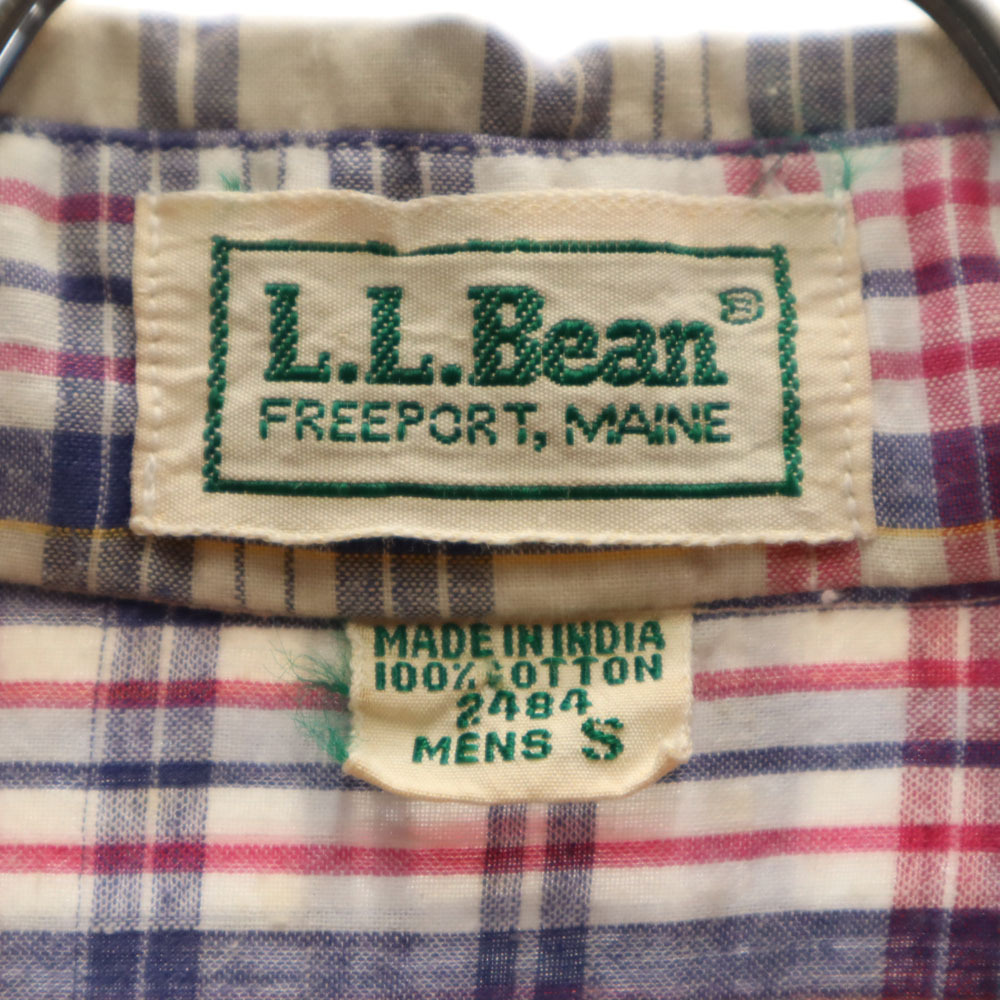 L.L.Bean®
FREEPORT, MAINE
MADE IN INDIA
100% COTTON
2484
MENS S